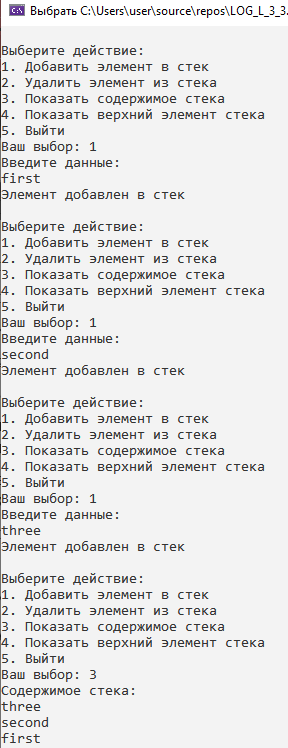 Выбрать C:\Users\user\source\repos\LOG_L_3_3.
Выберите действие:
1. Добавить элемент в стек
2. Удалить элемент из стека
3. Показать содержимое стека
4. Показать верхний элемент стека
5. Выйти
Ваш выбор: 1
Введите данные:
first
Элемент добавлен в стек
Выберите действие:
1. Добавить элемент в стек
2. Удалить элемент из стека
3. Показать содержимое стека
4. Показать верхний элемент стека
5. Выйти
Ваш выбор: 1
Введите данные:
second
Элемент добавлен в стек
Выберите действие:
1. Добавить элемент в стек
2. Удалить элемент из стека
3. Показать содержимое стека
4. Показать верхний элемент стека
5. Выйти
Ваш выбор: 1
Введите данные:
three
Элемент добавлен в стек
Выберите действие:
1. Добавить элемент в стек
2. Удалить элемент из стека
3. Показать содержимое стека
4. Показать верхний элемент стека
5. Выйти
Ваш выбор: 3
Содержимое стека:
three
second
first